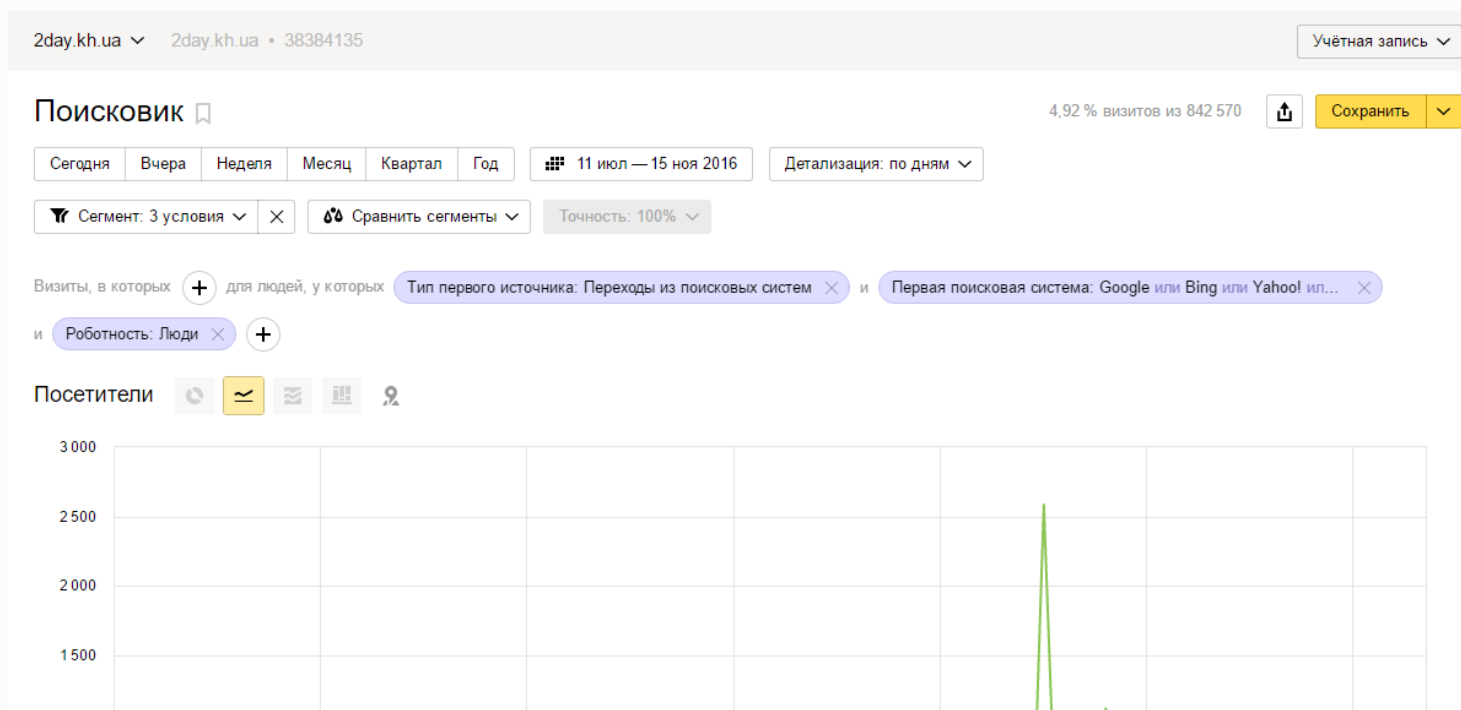 2day.kh.ua 2day.kh.ua • 38384135 Учётная запись
Поисковик 4,92 % визитов из 842 570 Сохранить
Сегодня Вчера Неделя Месяц Квартал Год 11 июл — 15 ноя 2016 Детализация: по дням
Сегмент: 3 условия Сравнить сегменты Точность: 100%
Визиты, в которых + для людей, у которых Тип первого источника: Переходы из поисковых систем и Первая поисковая система: Google или Bing или Yahoo! ил...
и Роботность: Люди +
Посетители
3 000
2 500
2 000
1 500